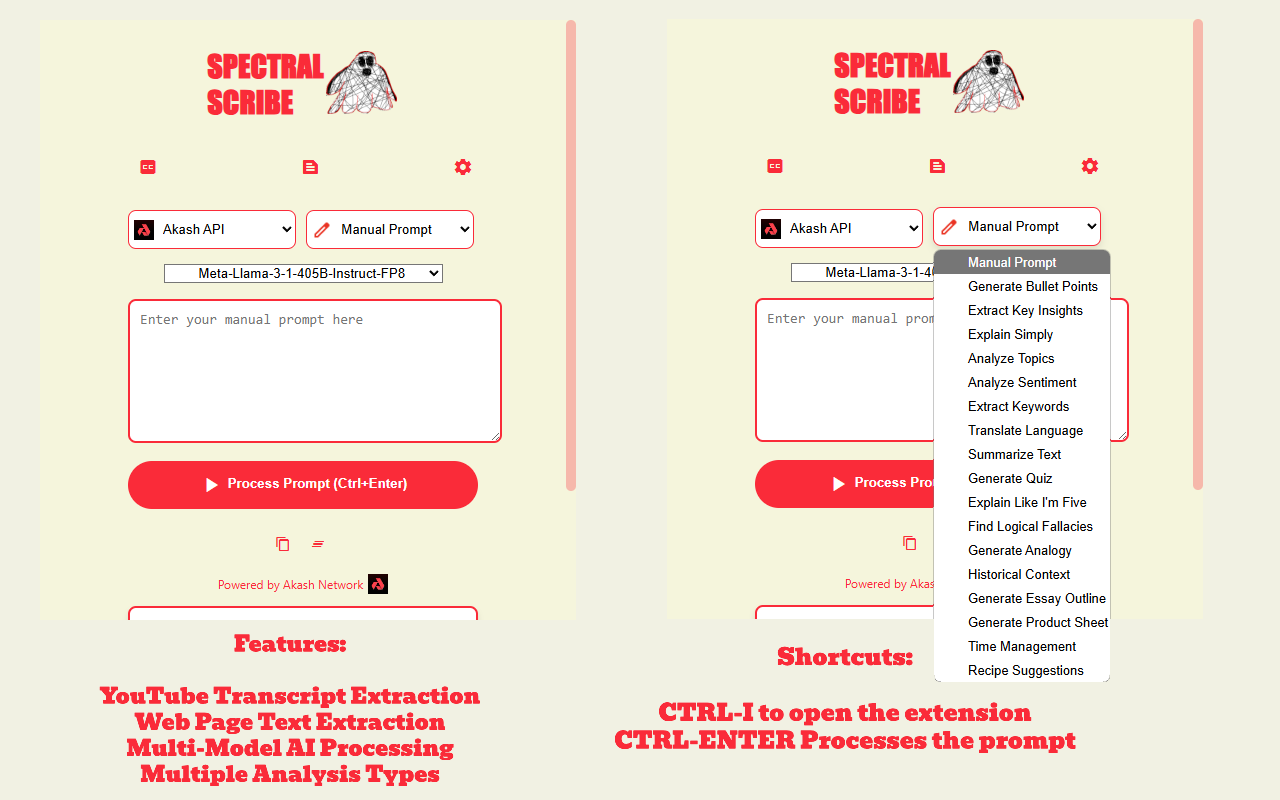 SPECTRAL
SCRIBE
CC
Akash API
Manual Prompt
Meta-Llama-3-1-405B-Instruct-FP8
Enter your manual prompt here
Process Prompt (Ctrl+Enter)
Powered by Akash Network
Features:
YouTube Transcript Extraction
Web Page Text Extraction
Multi-Model AI Processing
Multiple Analysis Types
SPECTRAL
SCRIBE
CC
Akash API
Manual Prompt
Meta-Llama-3-1-40
Enter your manual prom
Process Pro
Powered by Akas
Manual Prompt
Generate Bullet Points
Extract Key Insights
Explain Simply
Analyze Topics
Analyze Sentiment
Extract Keywords
Translate Language
Summarize Text
Generate Quiz
Explain Like I'm Five
Find Logical Fallacies
Generate Analogy
Historical Context
Generate Essay Outline
Generate Product Sheet
Time Management
Recipe Suggestions
Shortcuts:
CTRL-I to open the extension
CTRL-ENTER Processes the prompt